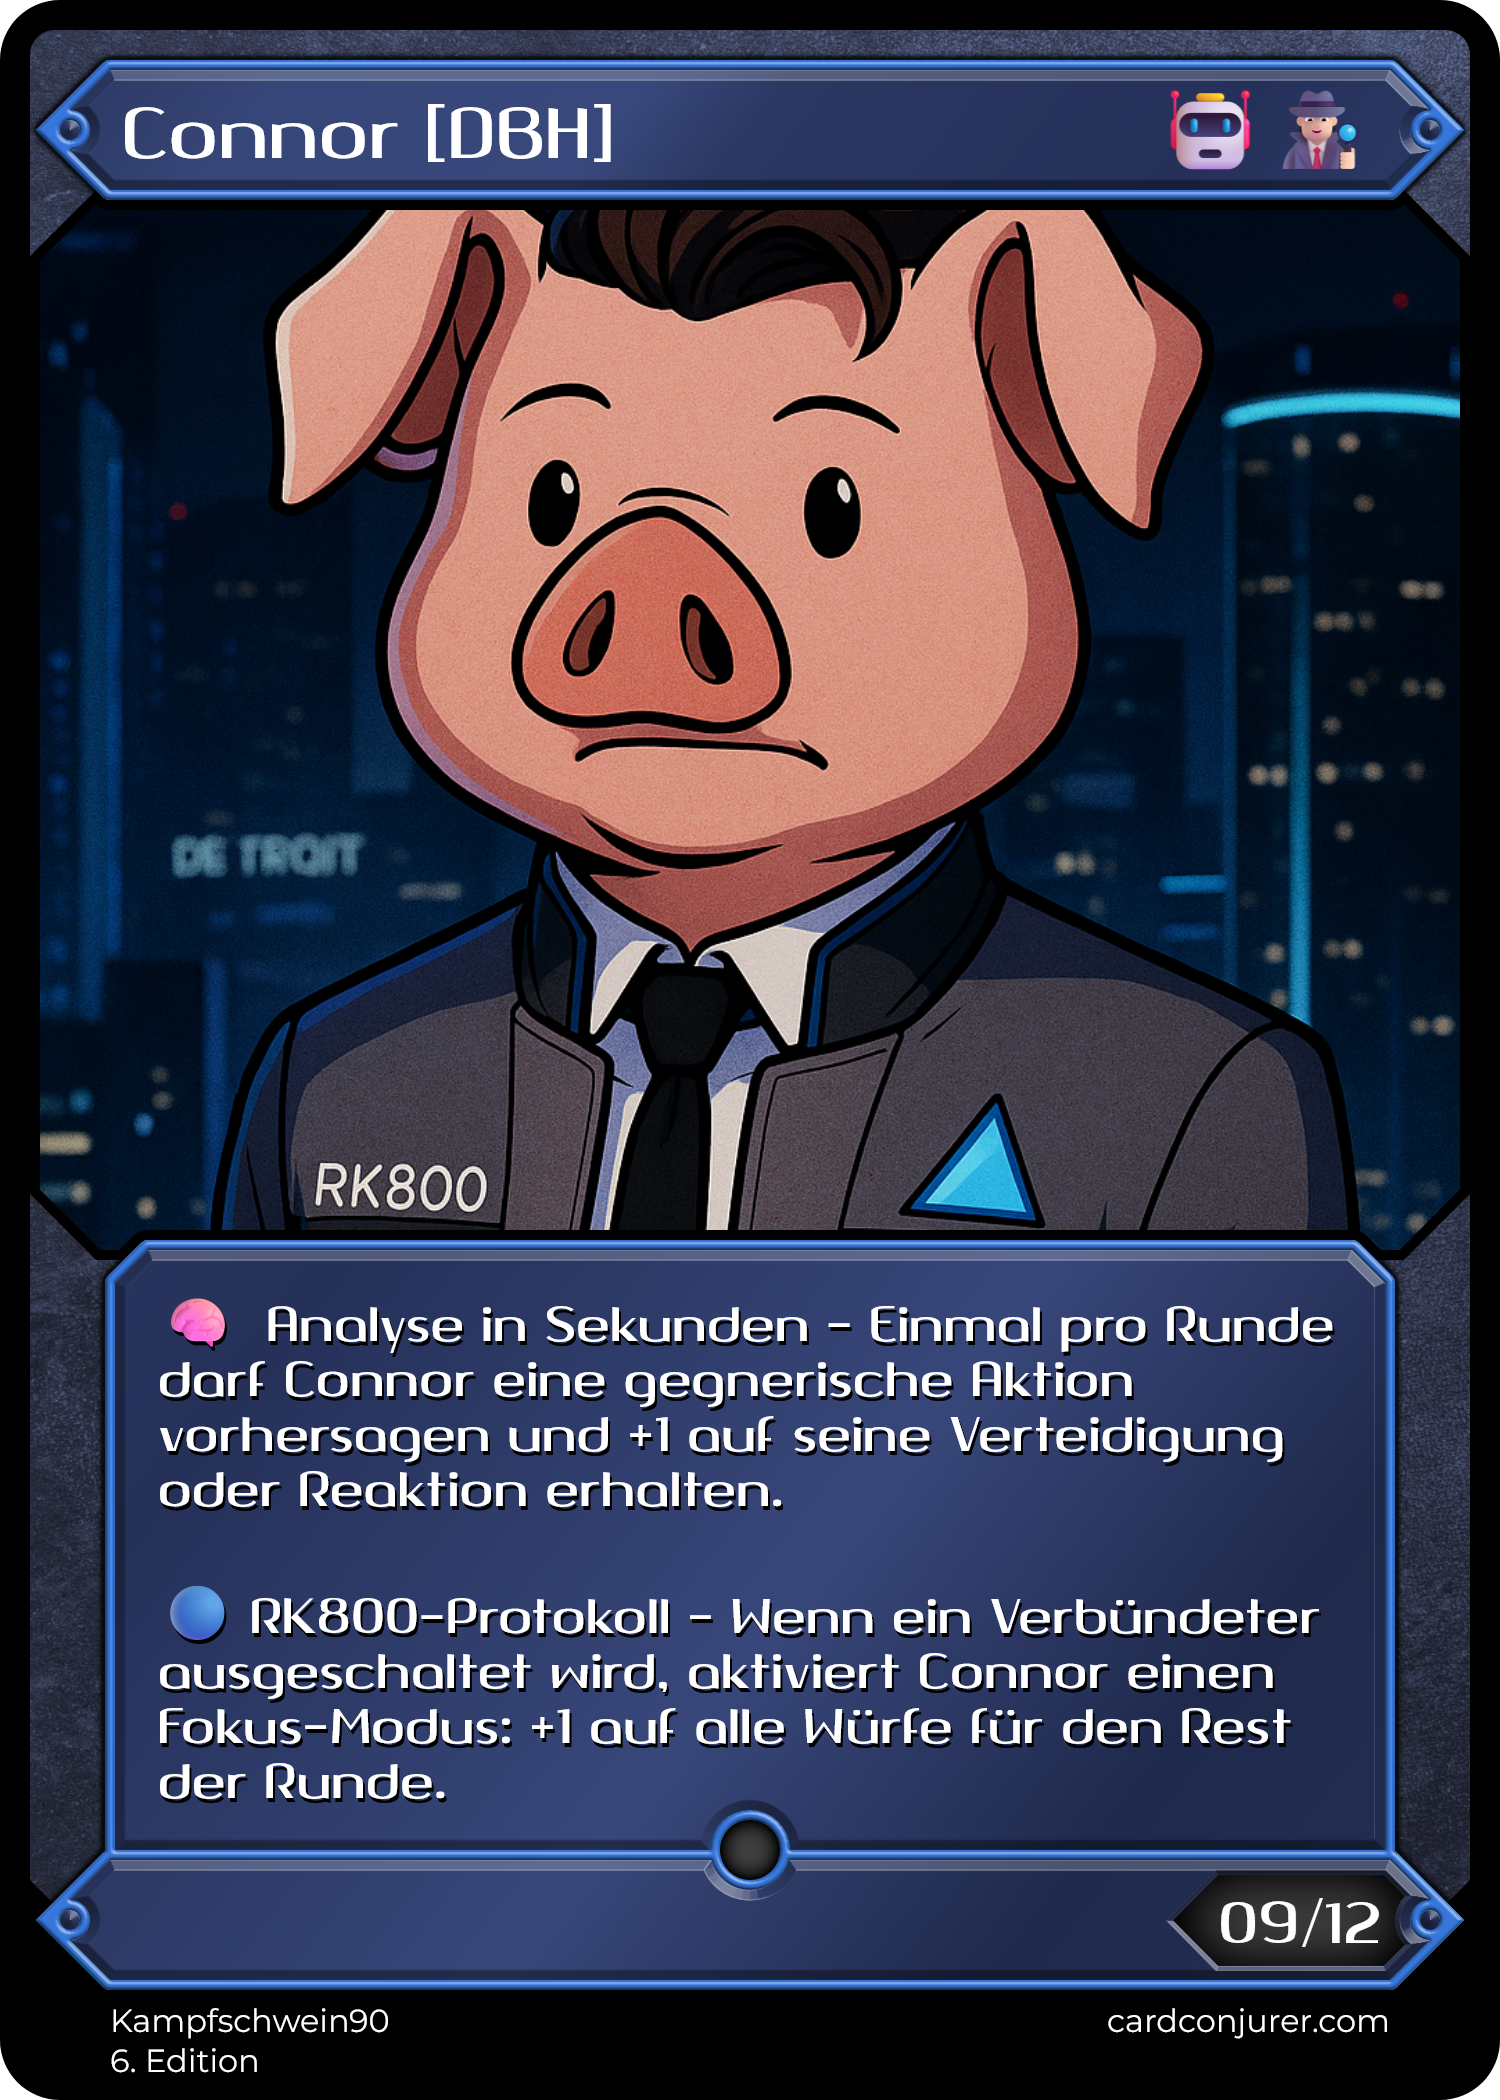 Connor [DBH]
DETROIT
RK800
Analyse in Sekunden - Einmal pro Runde
darf Connor eine gegnerische Aktion
vorhersagen und +1 auf seine Verteidigung
oder Reaktion erhalten.
RK800-Protokoll - Wenn ein Verbündeter
ausgeschaltet wird, aktiviert Connor einen
Fokus-Modus: +1 auf alle Würfe für den Rest
der Runde.
09/12
Kampfschwein90
cardconjurer.com
6. Edition